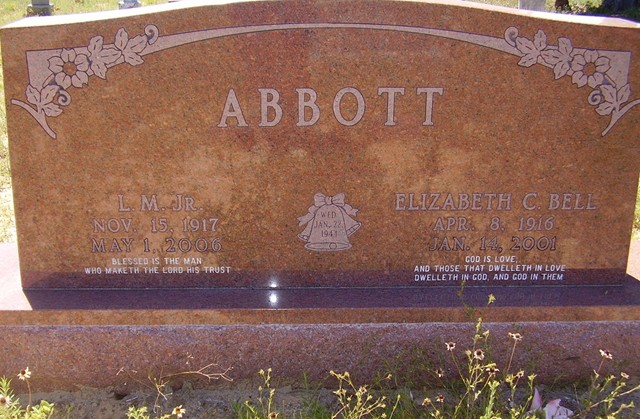 ABBOTT
L. M. JR.
NOV. 15, 1917
MAY 1, 2006
BLESSED IS THE MAN
WHO MAKETH THE LORD HIS TRUST
WED.
JAN. 22,
1943
ELIZABETH C. BELL
APR. 8, 1916
JAN. 14, 2001
GOD IS LOVE;
AND THOSE THAT DWELLETH IN LOVE
DWELLETH IN GOD, AND GOD IN THEM